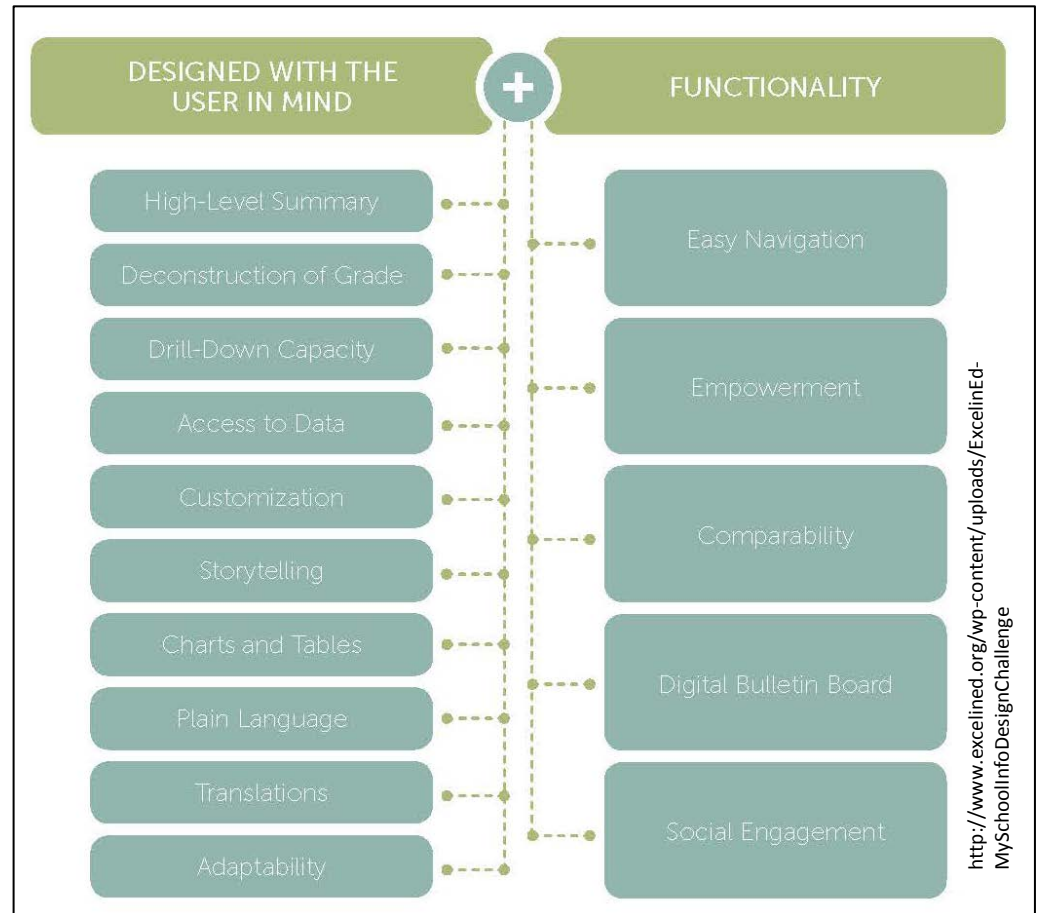 DESIGNED WITH THE
USER IN MIND
+
FUNCTIONALITY
High-Level Summary
Deconstruction of Grade
Drill-Down Capacity
Access to Data
Customization
Storytelling
Charts and Tables
Plain Language
Translations
Adaptability
Easy Navigation
Empowerment
Comparability
Digital Bulletin Board
Social Engagement
http://www.excelined.org/wp-content/uploads/ExcelinEd-
MySchoolInfoDesignChallenge